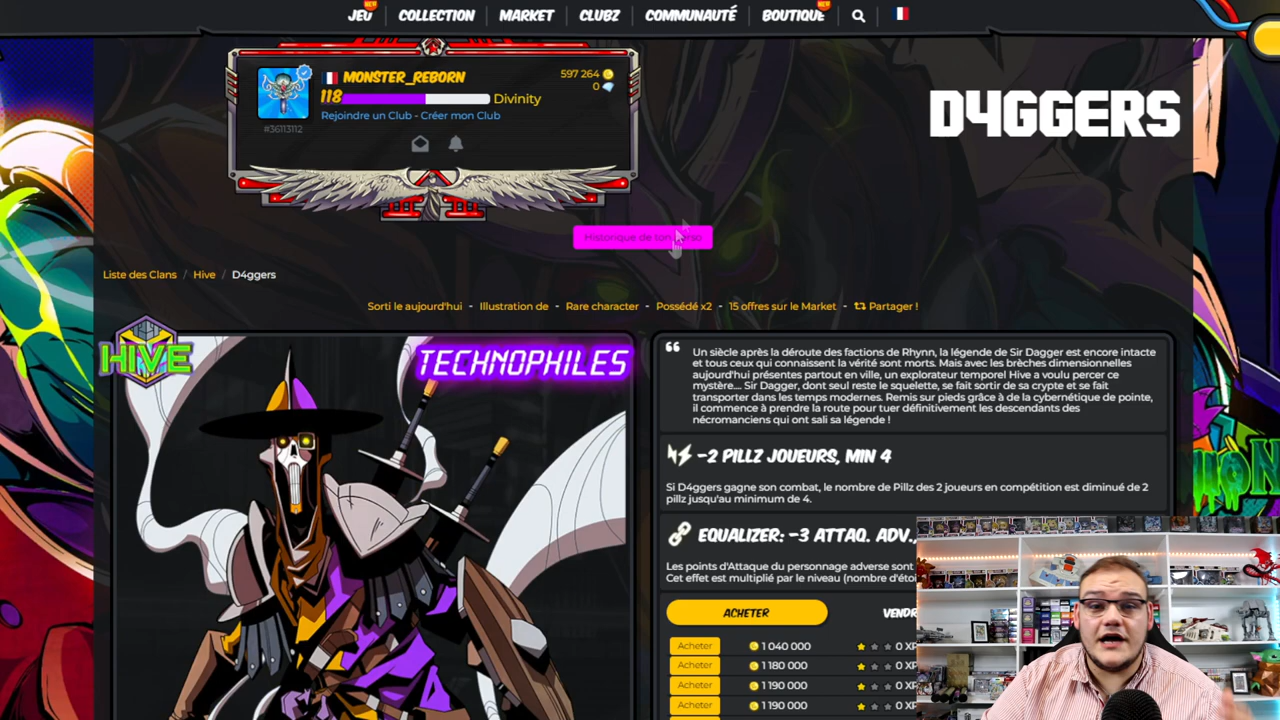 JEU NEW
COLLECTION
MARKET
CLUBZ
COMMUNAUTÉ
BOUTIQUE NEW
MONSTER_REBORN
597 264
0
118 Divinity
Rejoindre un Club - Créer mon Club
#36113112
D4GGERS
Historique de ton perso
Liste des Clans / Hive / D4ggers
Sorti le aujourd'hui - Illustration de - Rare character - Possédé x2 - 15 offres sur le Market - Partager !
HIVE
TECHNOPHILES
Un siècle après la déroute des factions de Rhynn, la légende de Sir Dagger est encore intacte
et tous ceux qui connaissent la vérité sont morts. Mais avec les brèches dimensionnelles
aujourd'hui présentes partout en ville, un explorateur temporel Hive a voulu percer ce
mystère.... Sir Dagger, dont seul reste le squelette, se fait sortir de sa crypte et se fait
transporter dans les temps modernes. Remis sur pieds grâce à de la cybernétique de pointe,
il commence à prendre la route pour tuer définitivement les descendants des
nécromanciens qui ont sali sa légende !
-2 PILLZ JOUEURS, MIN 4
Si D4ggers gagne son combat, le nombre de Pillz des 2 joueurs en compétition est diminué de 2
pillz jusqu'au minimum de 4.
EQUALIZER: -3 ATTAQ. ADV.,
Les points d'Attaque du personnage adverse sont
Cet effet est multiplié par le niveau (nombre d'étoi
ACHETER
VENDR
Acheter 1 040 000 0 XP
Acheter 1 180 000 0 XP
Acheter 1 190 000 0 XP
Acheter 1 190 000 0 XP